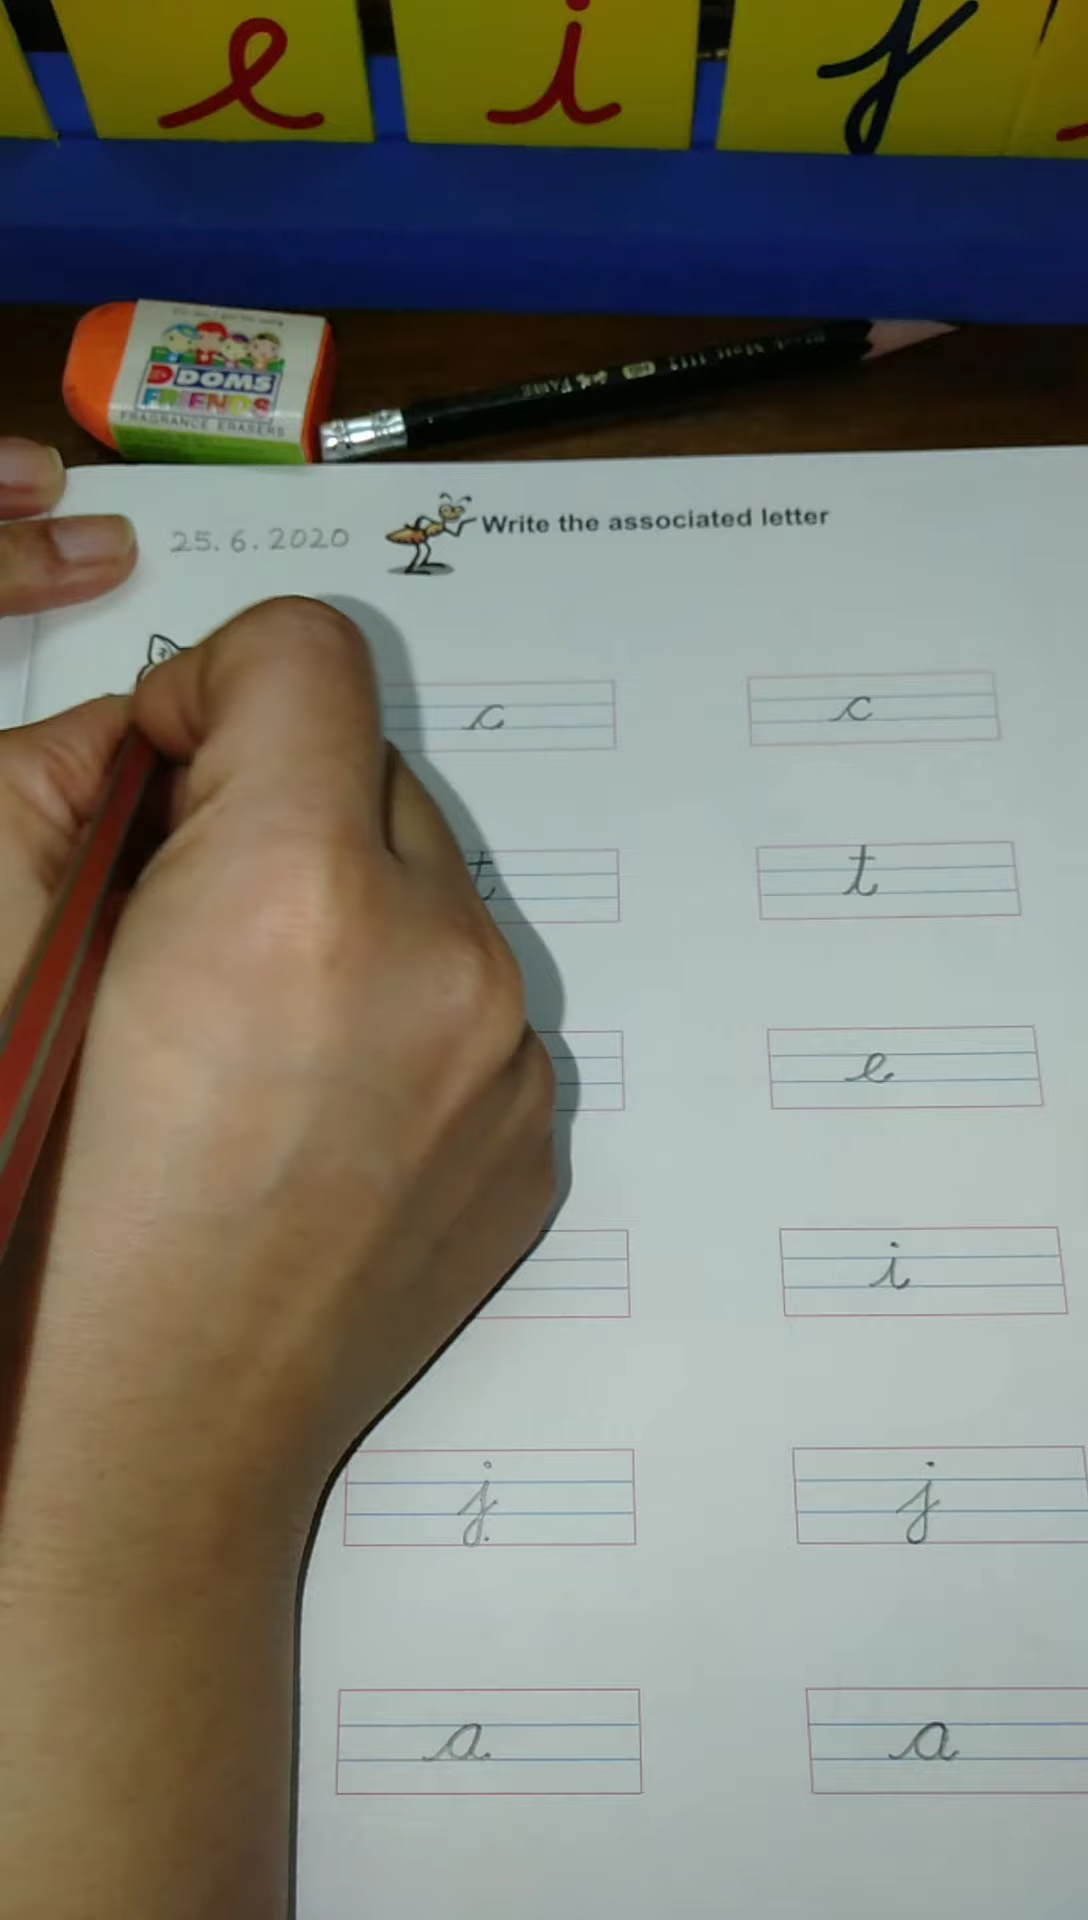 e i j
DOMS
FRIENDS
FRAGRANCE ERASERS
25.6.2020 Write the associated letter
c c
t t
e
i
j j
a a